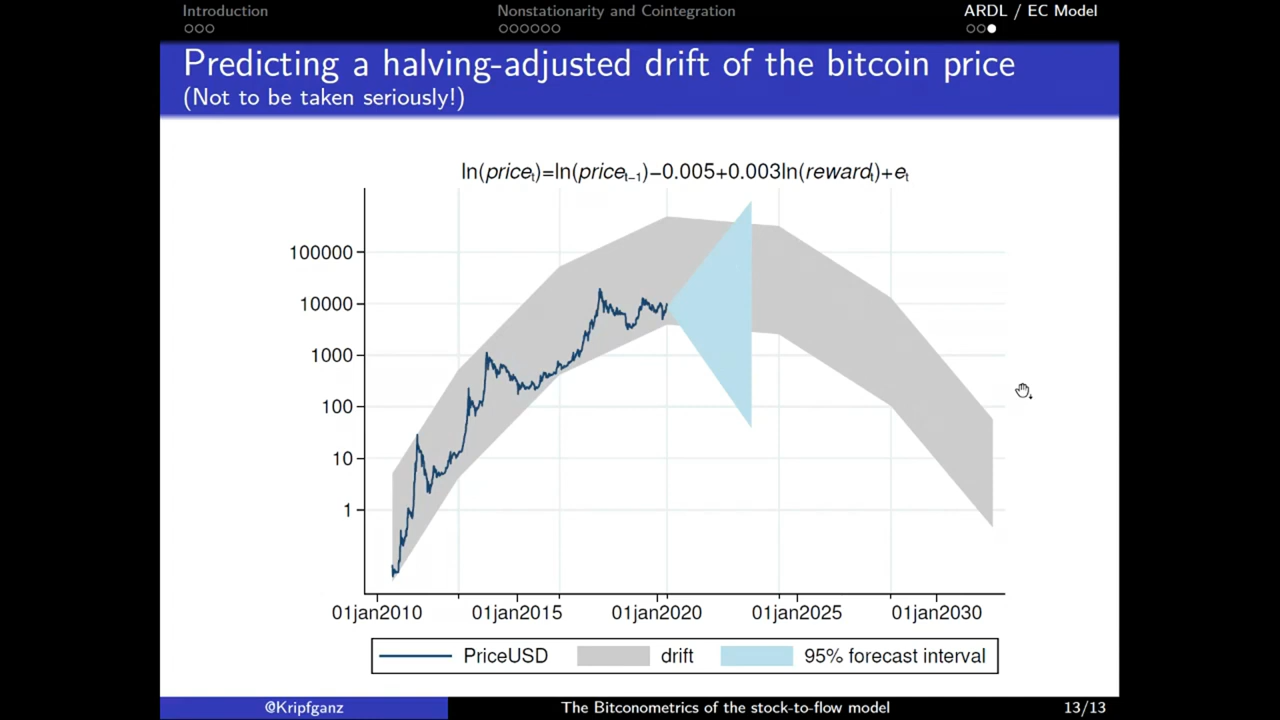 Introduction
Nonstationarity and Cointegration
ARDL / EC Model
Predicting a halving-adjusted drift of the bitcoin price
(Not to be taken seriously!)
ln(priceₜ)=ln(priceₜ₋₁)−0.005+0.003ln(rewardₜ)+eₜ
100000
10000
1000
100
10
1
01jan2010 01jan2015 01jan2020 01jan2025 01jan2030
PriceUSD drift 95% forecast interval
@Kripfganz The Bitconometrics of the stock-to-flow model 13/13